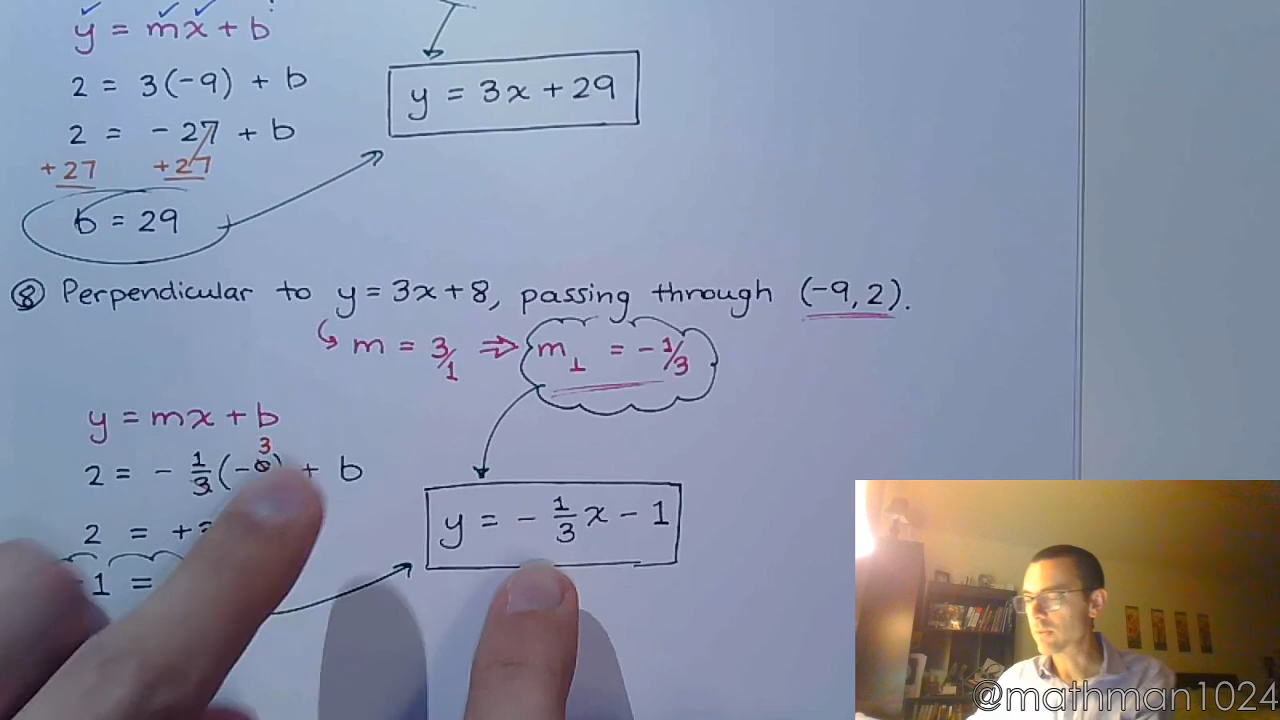 y = mx + b
2 = 3(-9) + b
2 = - 27 + b
+27 +27
b = 29
y = 3x + 29
⑧ Perpendicular to y = 3x + 8, passing through (-9, 2).
m = 3/1 ⇒ m⊥ = - 1/3
y = mx + b
3
2 = - 1/3 (- + b
2 = +
-1 =
y = - 1/3 x - 1
@mathman1024